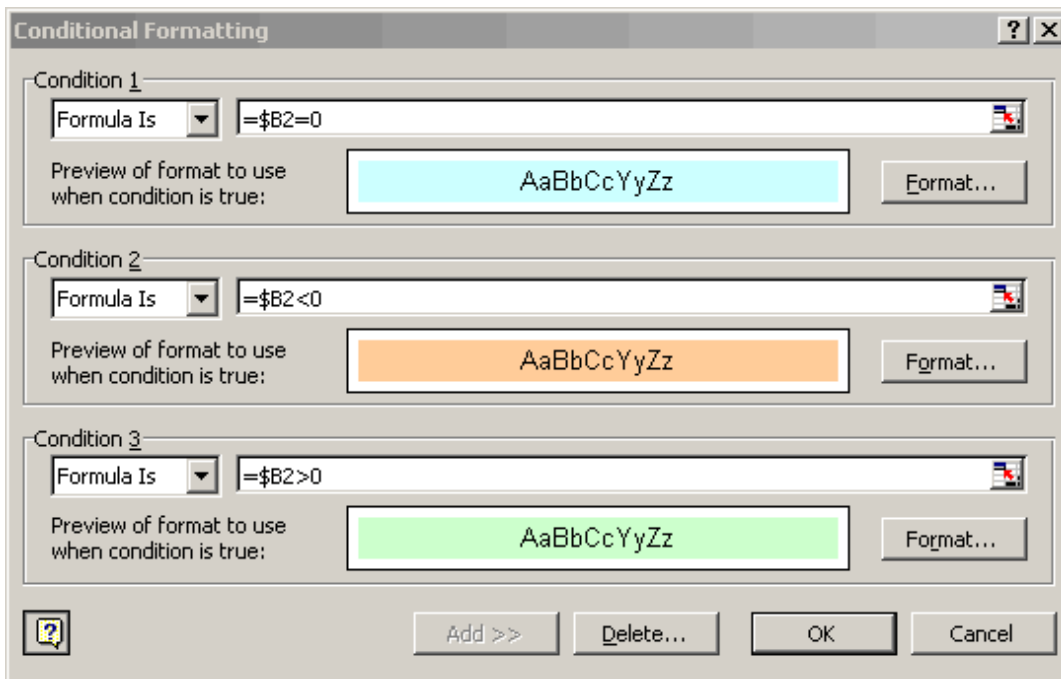 Conditional Formatting
Condition 1
Formula Is =$B2=0
Preview of format to use
when condition is true:
AaBbCcYyZz
Format...
Condition 2
Formula Is =$B2<0
Preview of format to use
when condition is true:
AaBbCcYyZz
Format...
Condition 3
Formula Is =$B2>0
Preview of format to use
when condition is true:
AaBbCcYyZz
Format...
Add >> Delete... OK Cancel